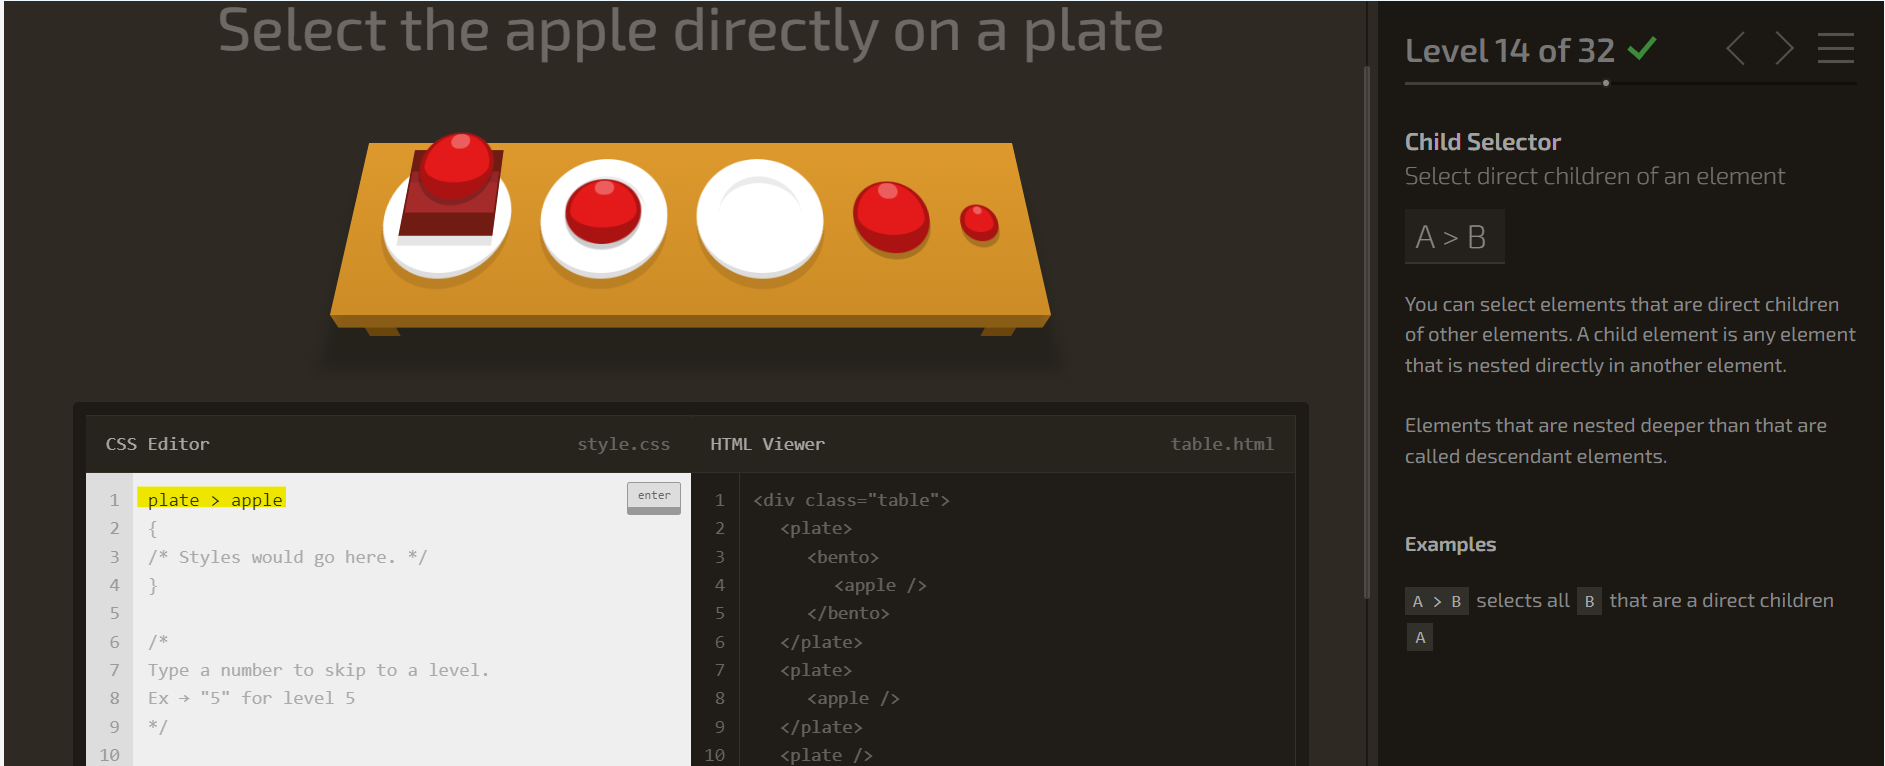 Select the apple directly on a plate
CSS Editor style.css
1 plate > apple
enter
2 {
3 /* Styles would go here. */
4 }
5
6 /*
7 Type a number to skip to a level.
8 Ex → "5" for level 5
9 */
10
HTML Viewer table.html
1 <div class="table">
2 <plate>
3 <bento>
4 <apple />
5 </bento>
6 </plate>
7 <plate>
8 <apple />
9 </plate>
10 <plate />
Level 14 of 32
Child Selector
Select direct children of an element
A > B
You can select elements that are direct children
of other elements. A child element is any element
that is nested directly in another element.
Elements that are nested deeper than that are
called descendant elements.
Examples
A > B selects all B that are a direct children
A